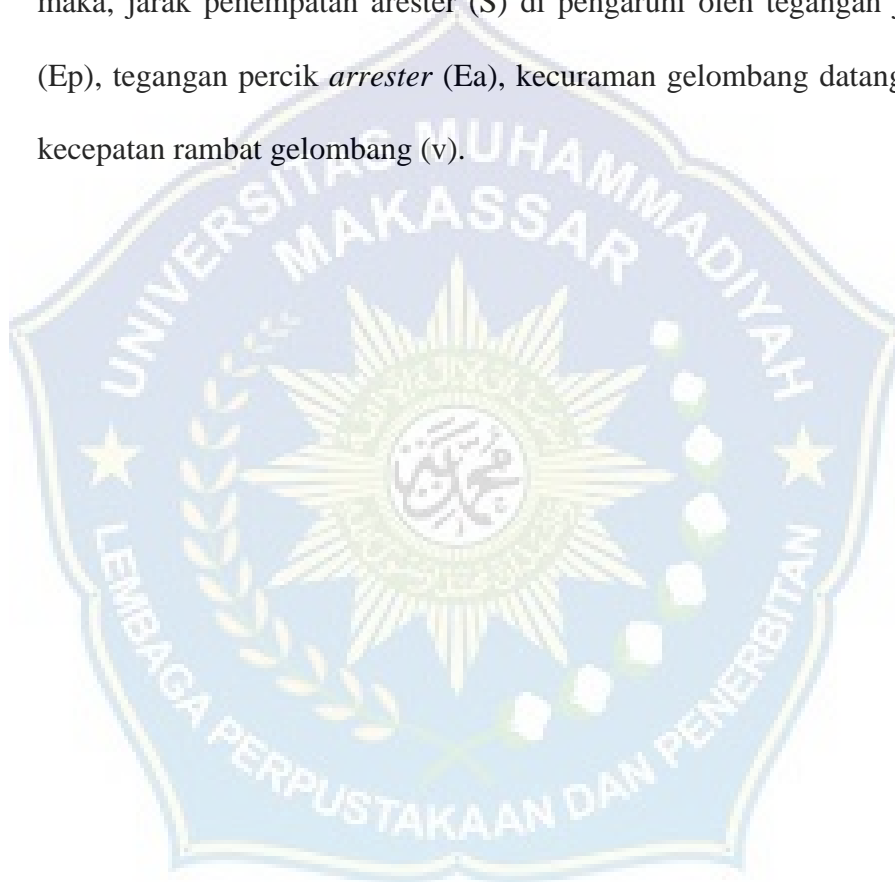 maka, jarak penempatan arester (S) di pengaruhi oleh tegangan
(Ep), tegangan percik arrester (Ea), kecuraman gelombang datang
kecepatan rambat gelombang (v).
UNIVERSITAS MUHAMMADIYAH
MAKASSAR
LEMBAGA PERPUSTAKAAN DAN PENERBITAN